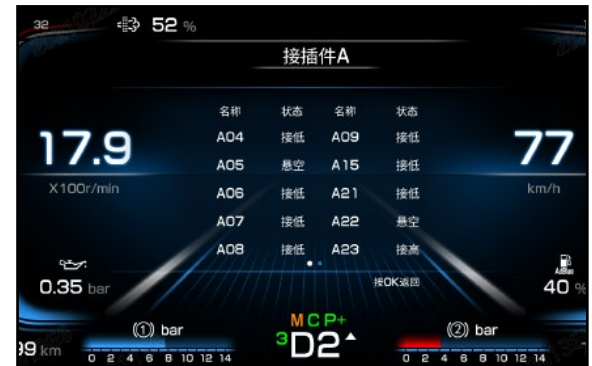 32
52 %
接插件A
名称 状态 名称 状态
A04 接低 A09 接低
A05 悬空 A15 接低
17.9
77
X100r/min
km/h
A06 接低 A21 接低
A07 接低 A22 悬空
A08 接低 A23 接高
0.35 bar
按OK返回
AdBlue
40 %
M C P+
3 D2
(1) bar
(2) bar
99 km
0 2 4 6 8 10 12 14
0 2 4 6 8 10 12 14